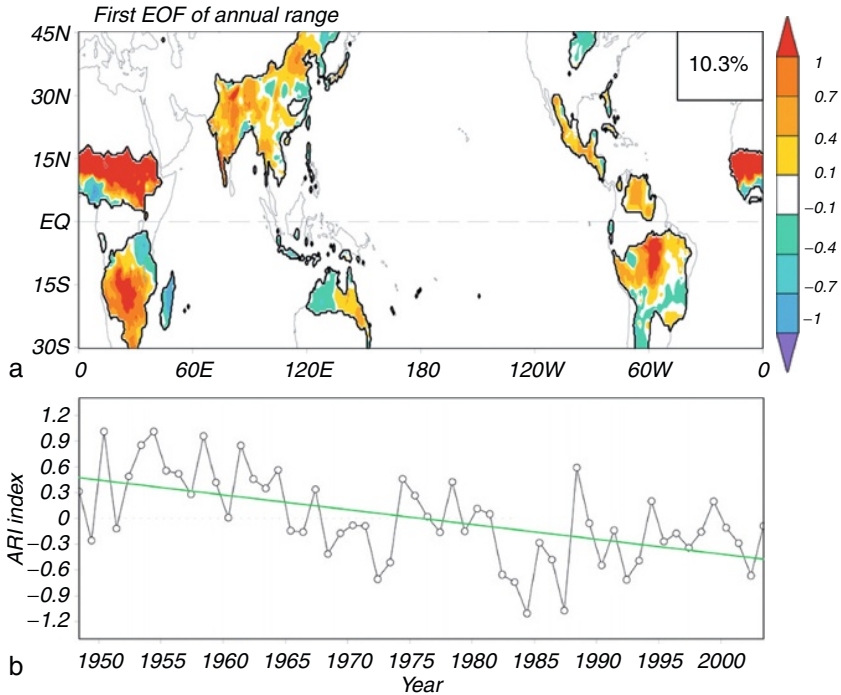 First EOF of annual range
45N
30N
15N
EQ
15S
30S
10.3%
1
0.7
0.4
0.1
−0.1
−0.4
−0.7
−1
a
0 60E 120E 180 120W 60W 0
1.2
0.9
0.6
0.3
0
−0.3
−0.6
−0.9
−1.2
ARI index
b
1950 1955 1960 1965 1970 1975 1980 1985 1990 1995 2000
Year